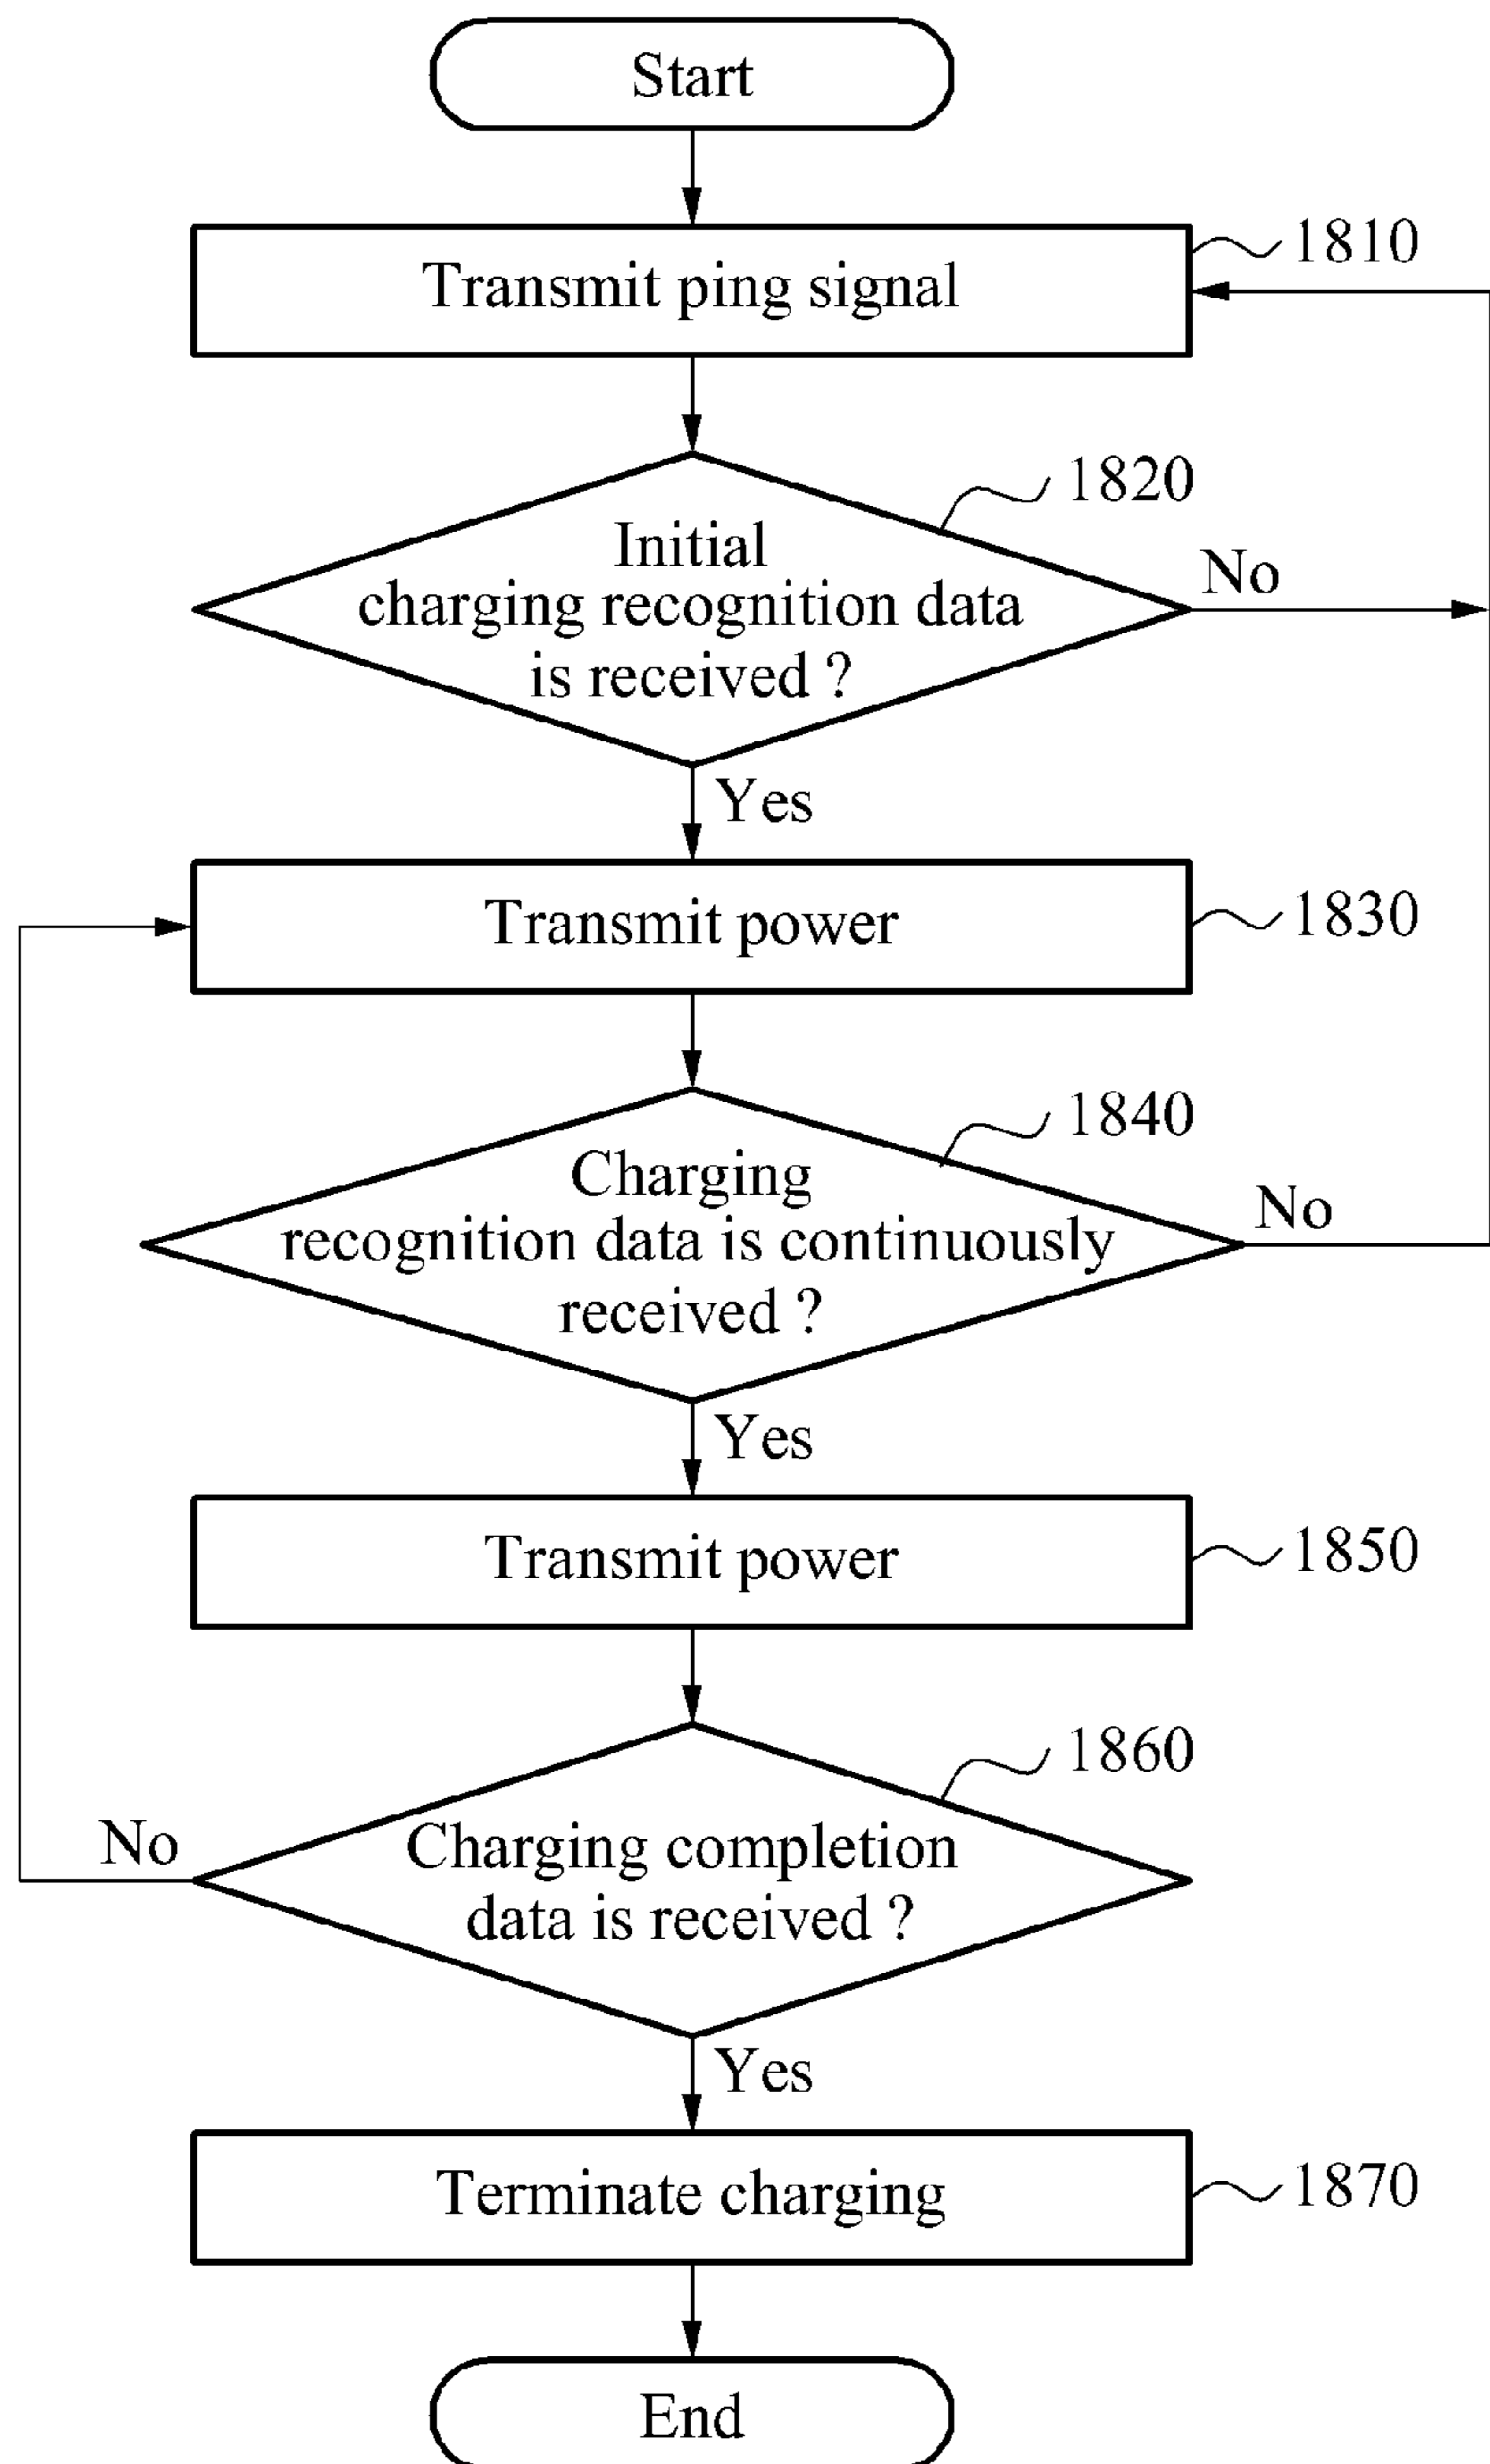 Start
Transmit ping signal
1810
1820
Initial
charging recognition data
is received ?
No
Yes
Transmit power
1830
1840
Charging
recognition data is continuously
received ?
No
Yes
Transmit power
1850
1860
Charging completion
data is received ?
No
Yes
Terminate charging
1870
End